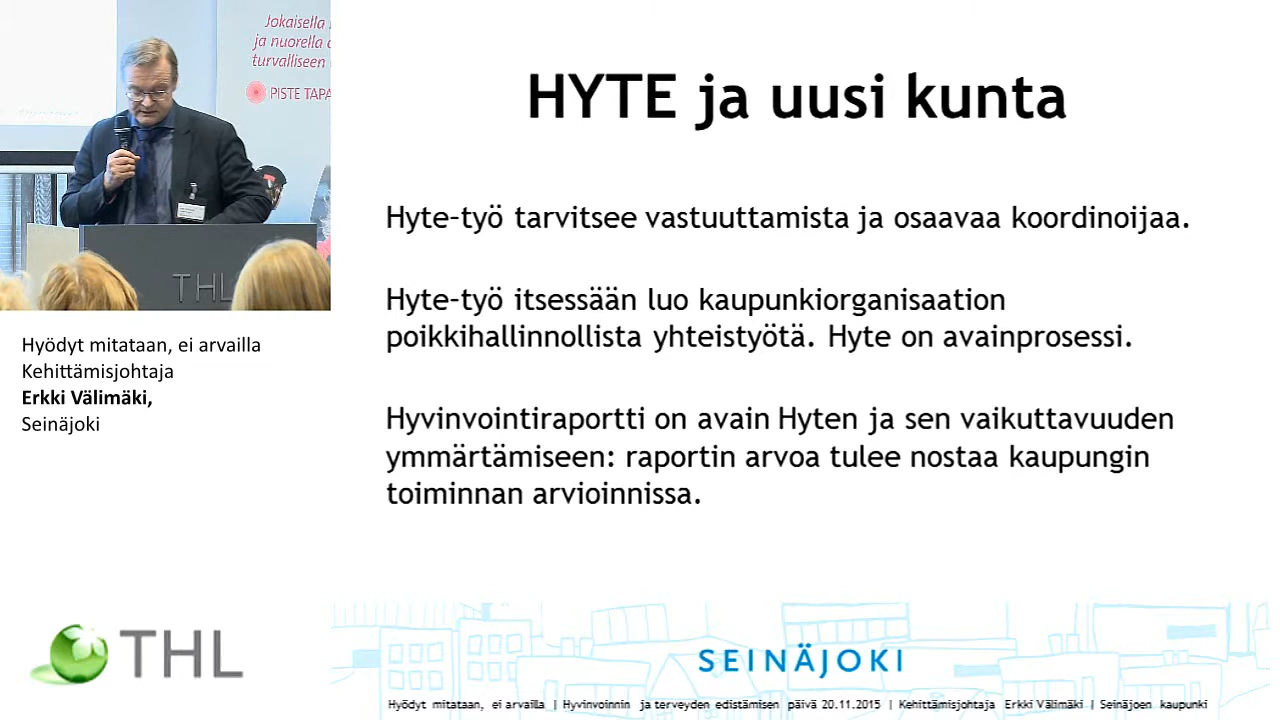 Jokaisella
ja nuorella
turvalliseen
PISTE TAPA
THL
Hyödyt mitataan, ei arvailla
Kehittämisjohtaja
Erkki Välimäki,
Seinäjoki
HYTE ja uusi kunta
Hyte-työ tarvitsee vastuuttamista ja osaavaa koordinoijaa.
Hyte-työ itsessään luo kaupunkiorganisaation
poikkihallinnollista yhteistyötä. Hyte on avainprosessi.
Hyvinvointiraportti on avain Hyten ja sen vaikuttavuuden
ymmärtämiseen: raportin arvoa tulee nostaa kaupungin
toiminnan arvioinnissa.
THL
SEINÄJOKI
Hyödyt mitataan, ei arvailla | Hyvinvoinnin ja terveyden edistämisen päivä 20.11.2015 | Kehittämisjohtaja Erkki Välimäki | Seinäjoen kaupunki